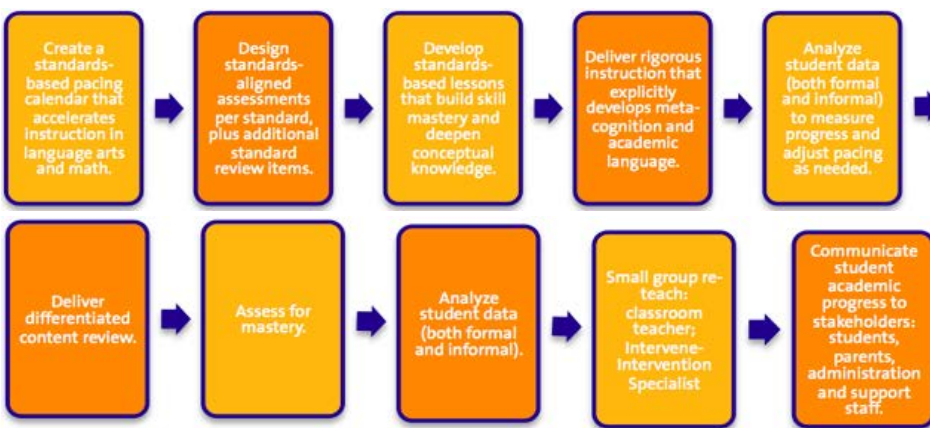 Create a
standards-
based pacing
calendar that
accelerates
instruction in
language arts
and math.
Design
standards-
aligned
assessments
per standard,
plus additional
standard
review items.
Develop
standards-
based lessons
that build skill
mastery and
deepen
conceptual
knowledge.
Deliver rigorous
instruction that
explicitly
develops meta-
cognition and
academic
language.
Analyze
student data
(both formal
and informal)
to measure
progress and
adjust pacing
as needed.
Deliver
differentiated
content review.
Assess for
mastery.
Analyze
student data
(both formal
and informal).
Small group re-
teach:
classroom
teacher;
Intervene-
Intervention
Specialist
Communicate
student
academic
progress to
stakeholders:
students,
parents,
administration
and support
staff.